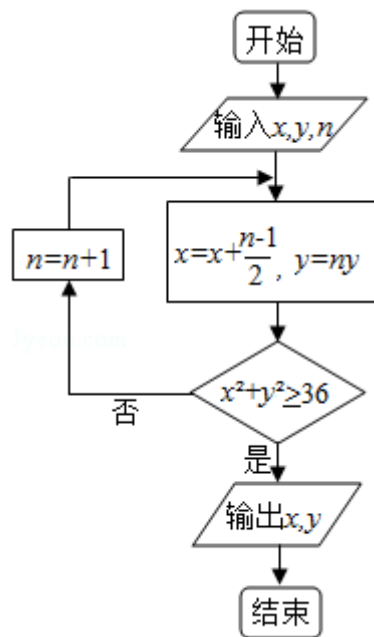 开始
输入x,y,n
n=n+1
x=x+\frac{n-1}{2}, y=ny
x²+y²≥36
否
是
输出x,y
结束